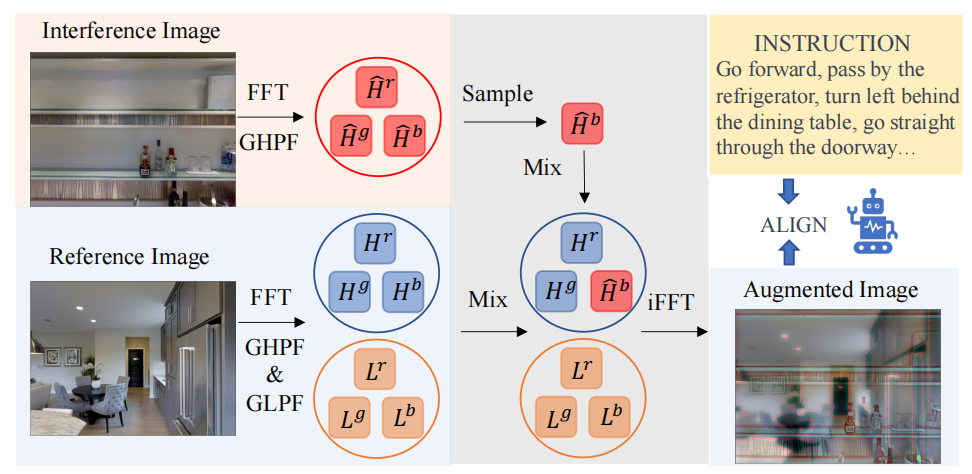 Interference Image
FFT
GHPF
Ĥʳ
Ĥᵍ Ĥᵇ
Sample
Ĥᵇ
Mix
INSTRUCTION
Go forward, pass by the
refrigerator, turn left behind
the dining table, go straight
through the doorway…
ALIGN
Reference Image
FFT
GHPF
&
GLPF
Hʳ
Hᵍ Hᵇ
Lʳ
Lᵍ Lᵇ
Mix
Hʳ
Hᵍ Ĥᵇ
Lʳ
Lᵍ Lᵇ
iFFT
Augmented Image